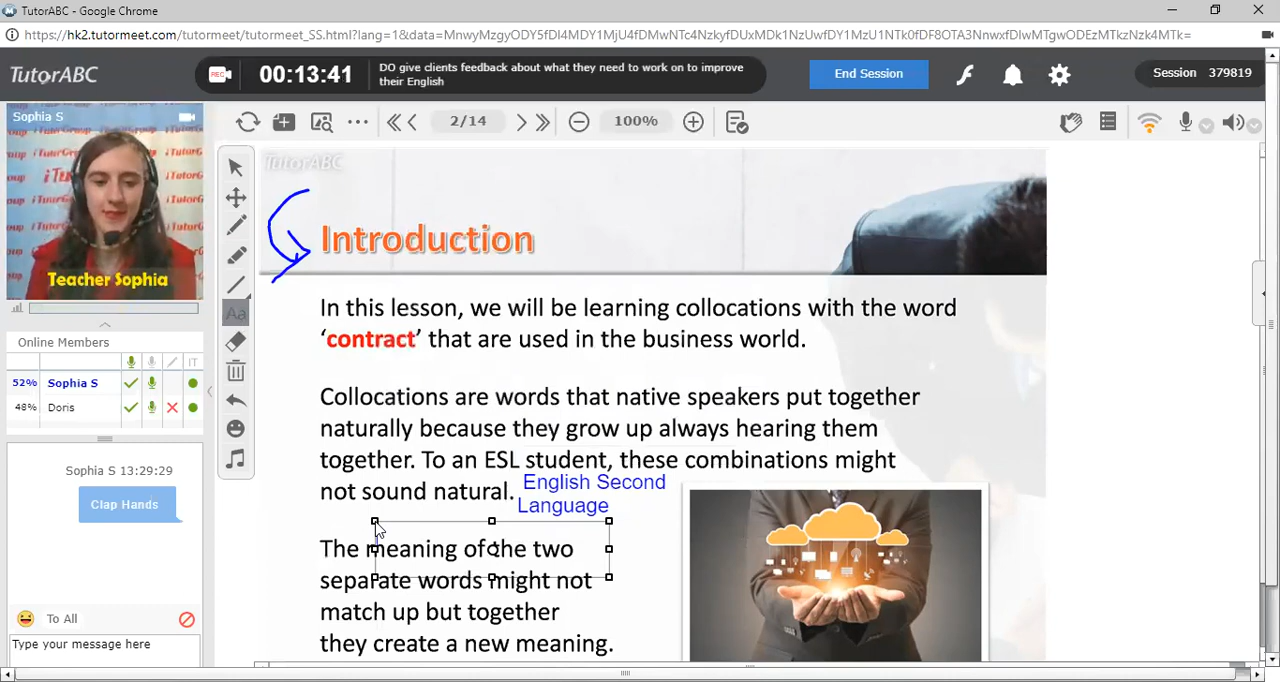 TutorABC - Google Chrome
https://hk2.tutormeet.com/tutormeet/tutormeet_SS.html?lang=1&data=MnwyMzgyODY5fDI4MDY1MjU4fDMwNTc4NzkyfDUxMDk1NzUwfDY1MzU1NTk0fDF8OTA3NnwxfDIwMTgwODEzMTkzNzk4MTk=
TutorABC
REC
00:13:41
DO give clients feedback about what they need to work on to improve
their English
End Session
Session 379819
Sophia S
2/14
100%
TutorABC
Teacher Sophia
Aa
Introduction
In this lesson, we will be learning collocations with the word
‘contract’ that are used in the business world.
Collocations are words that native speakers put together
naturally because they grow up always hearing them
together. To an ESL student, these combinations might
not sound natural.
English Second
Language
The meaning of the two
separate words might not
match up but together
they create a new meaning.
Online Members
IT
52% Sophia S
48% Doris
Sophia S 13:29:29
Clap Hands
To All
Type your message here